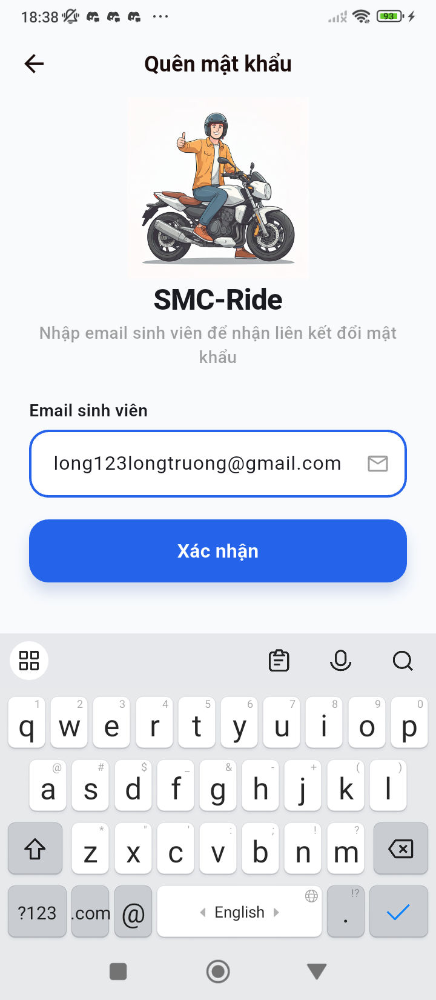 18:38
93
Quên mật khẩu
SMC-Ride
Nhập email sinh viên để nhận liên kết đổi mật
khẩu
Email sinh viên
long123longtruong@gmail.com
Xác nhận
1 2 3 4 5 6 7 8 9 0
q w e r t y u i o p
@ # $ _ & - + ( )
a s d f g h j k l
* " ' : ; ! ?
z x c v b n m
!?
?123 .com @ English .